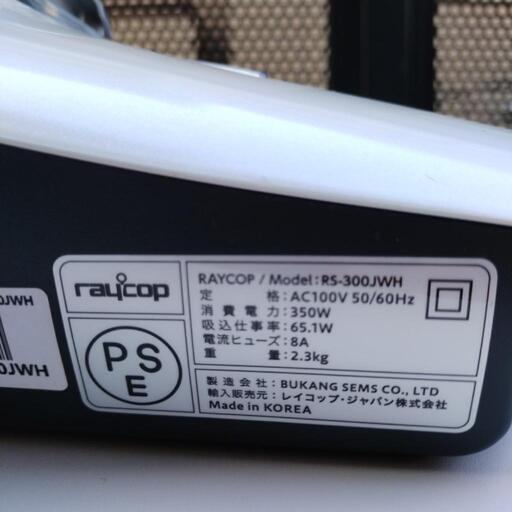 raycop
RAYCOP / Model:RS-300JWH
定 格:AC100V 50/60Hz
消費電力:350W
吸込仕事率:65.1W
電流ヒューズ:8A
重 量:2.3kg
PS
E
製造会社:BUKANG SEMS CO., LTD
輸入販売元:レイコップ・ジャパン株式会社
Made in KOREA
0JWH
0JWH